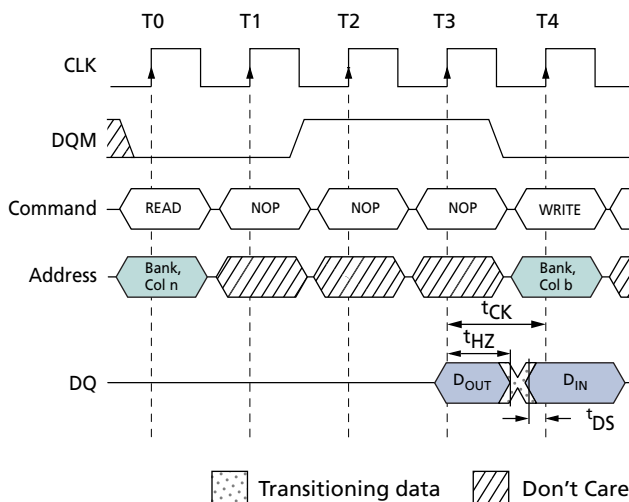 T0 T1 T2 T3 T4
CLK
DQM
Command READ NOP NOP NOP WRITE
Address Bank, Col n Bank, Col b
tCK
tHZ
DQ DOUT DIN
tDS
Transitioning data Don't Care